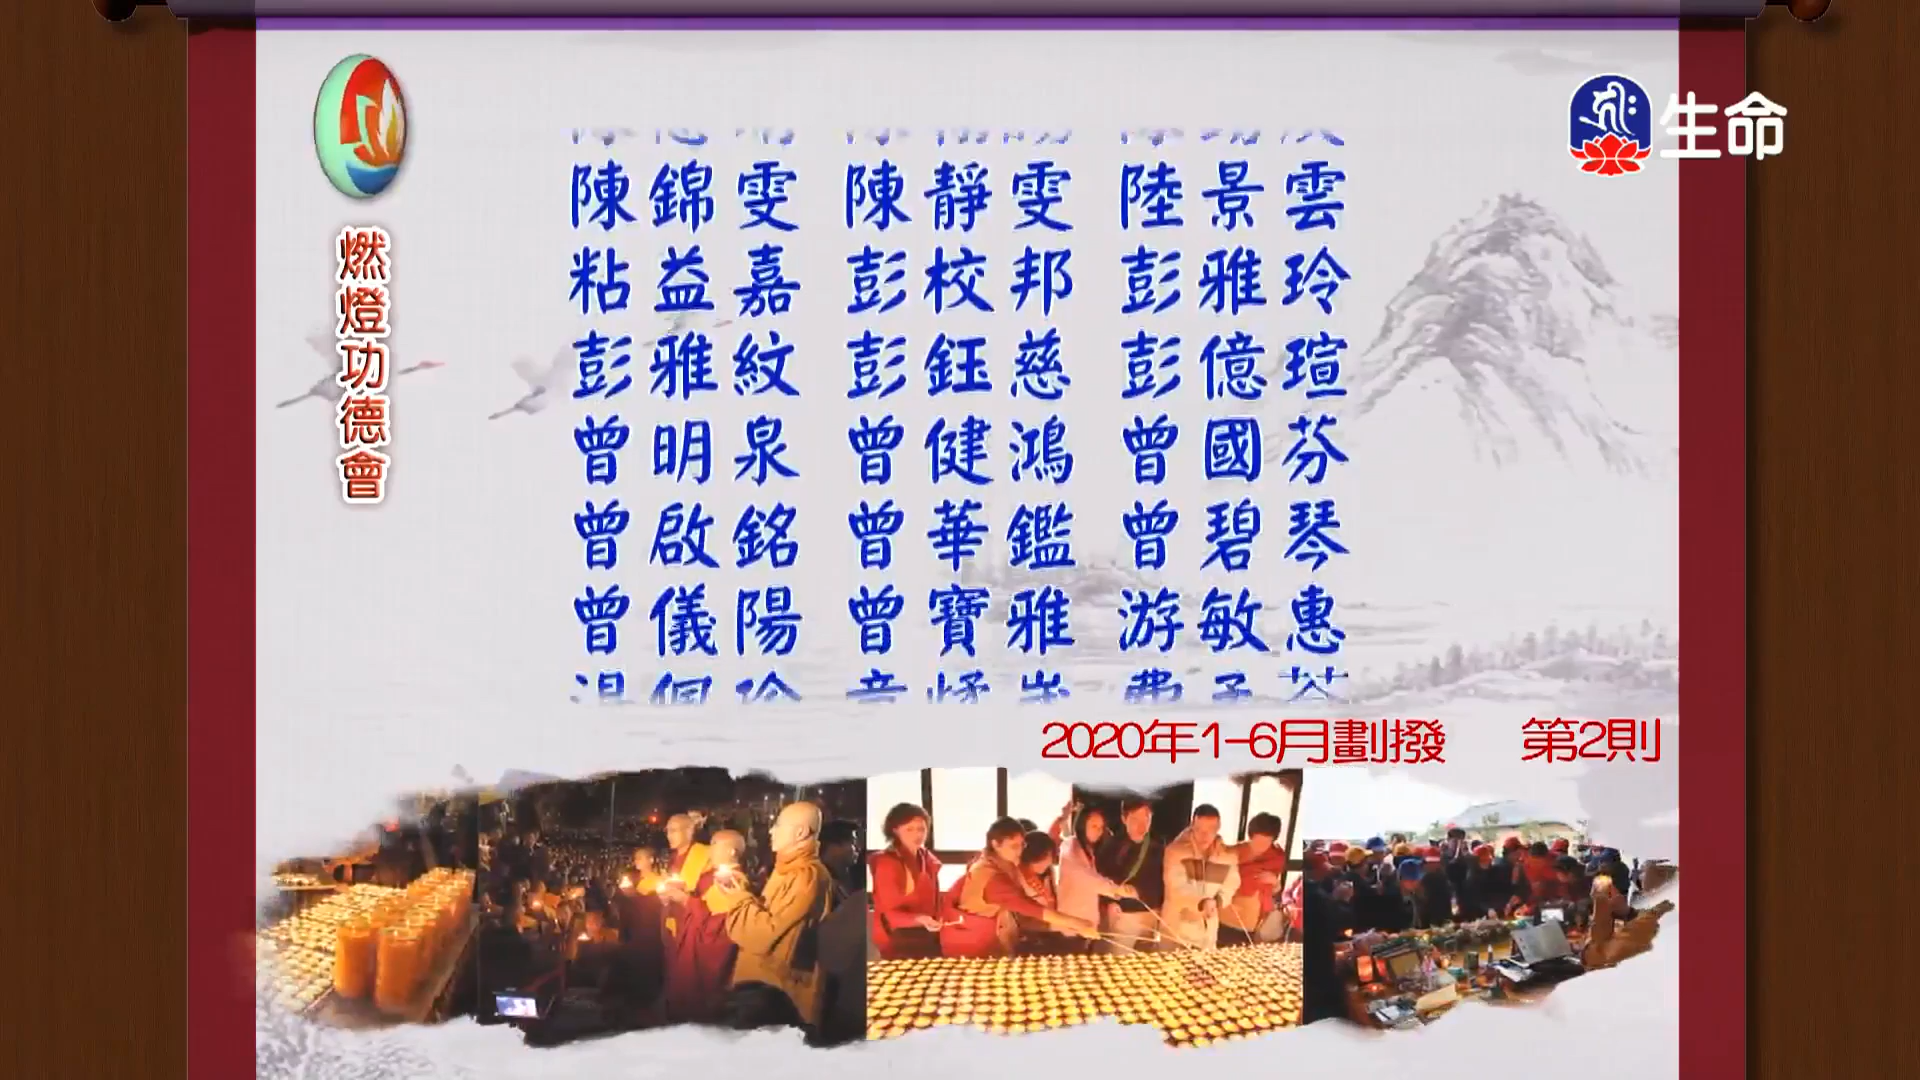 生命
燃燈功德會
陳錦雯 陳靜雯 陸景雲
粘益嘉 彭校邦 彭雅玲
彭雅紋 彭鈺慈 彭億瑄
曾明泉 曾健鴻 曾國芬
曾啟銘 曾華鑑 曾碧琴
曾儀陽 曾寶雅 游敏惠
2020年1-6月劃撥 第2則